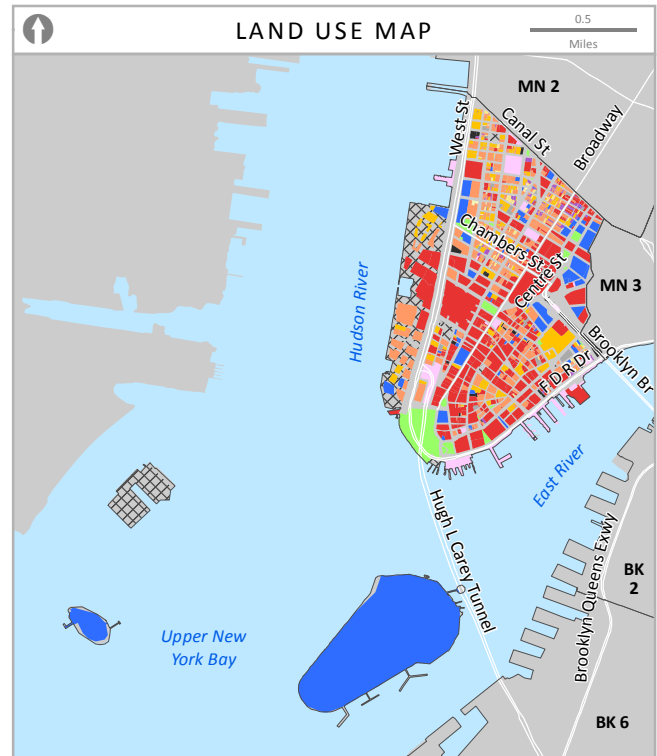 LAND USE MAP
0.5
Miles
MN 2
Canal St
Broadway
West St
Chambers St
Centre St
MN 3
Hudson River
Brooklyn Br
F D R Dr
East River
Hugh L Carey Tunnel
Brooklyn Queens Exwy
BK
2
Upper New
York Bay
BK 6